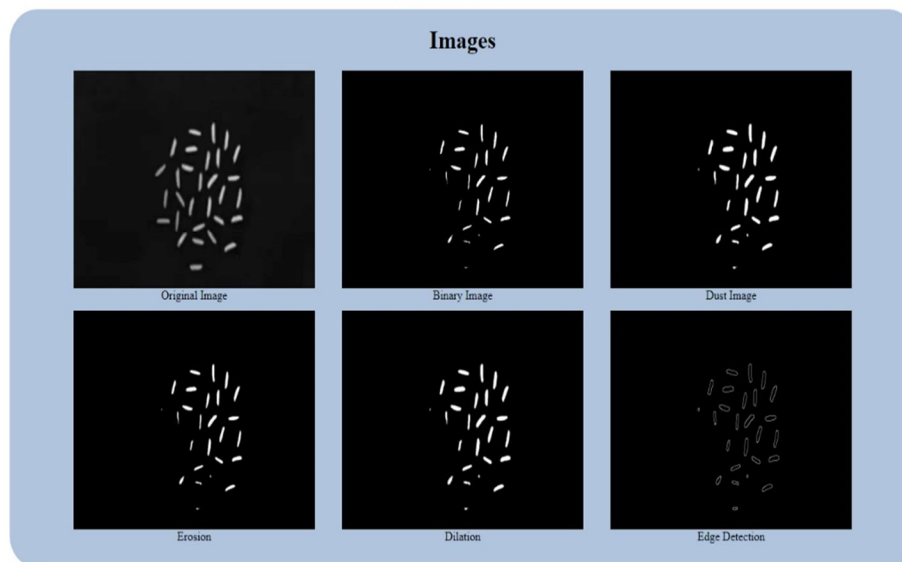 Images
Original Image
Binary Image
Dust Image
Erosion
Dilation
Edge Detection